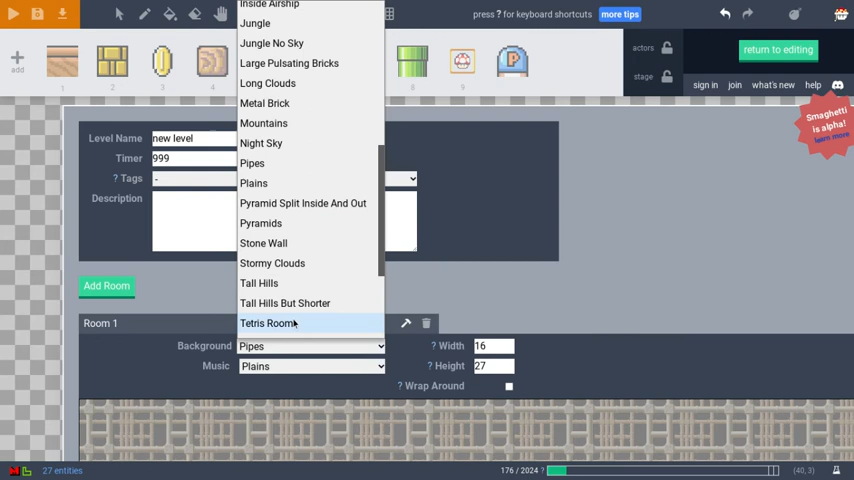 Inside Airship
press ? for keyboard shortcuts
more tips
Jungle
Jungle No Sky
actors
return to editing
Large Pulsating Bricks
stage
add
1
2
3
4
8
9
Long Clouds
sign in
join
what's new
help
Metal Brick
Smaghetti
is alpha!
learn more
Mountains
Level Name
new level
Night Sky
Timer
999
Pipes
? Tags
-
Plains
Description
Pyramid Split Inside And Out
Pyramids
Stone Wall
Stormy Clouds
Add Room
Tall Hills
Tall Hills But Shorter
Room 1
Tetris Room
Background
Pipes
? Width
16
Music
Plains
? Height
27
? Wrap Around
27 entities
176 / 2024 ?
(40, 3)